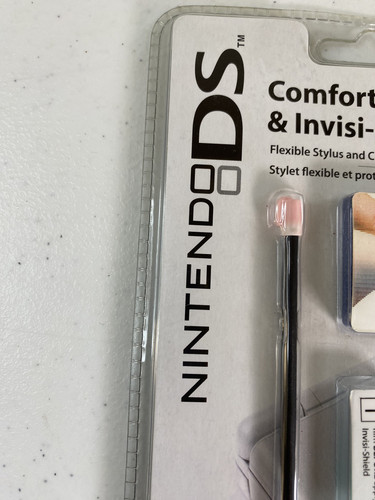 NINTENDO DS™
Comfort
& Invisi-
Flexible Stylus and C
Stylet flexible et prot
Invisi-Shield